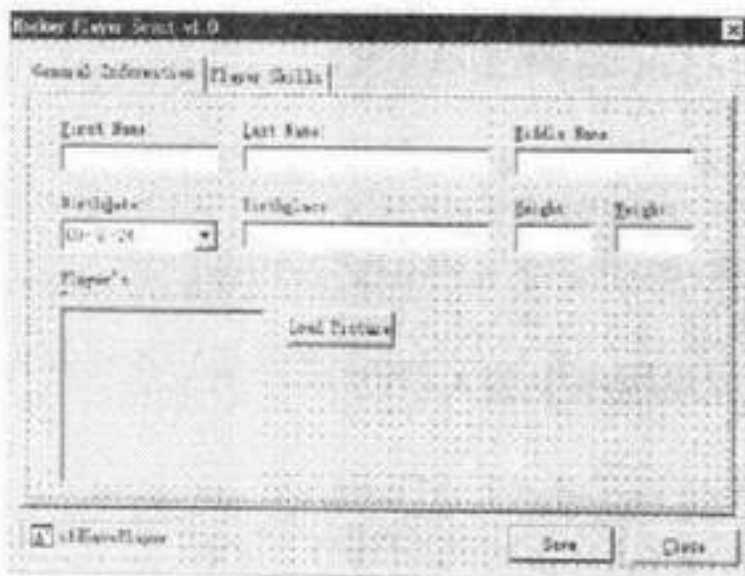 Hockey Player Scout v1.0
General Information Player Skills
First Name Last Name: Middle Name
Birthdate: Birthplace Height Weight:
Player's
Load Picture
Save Close